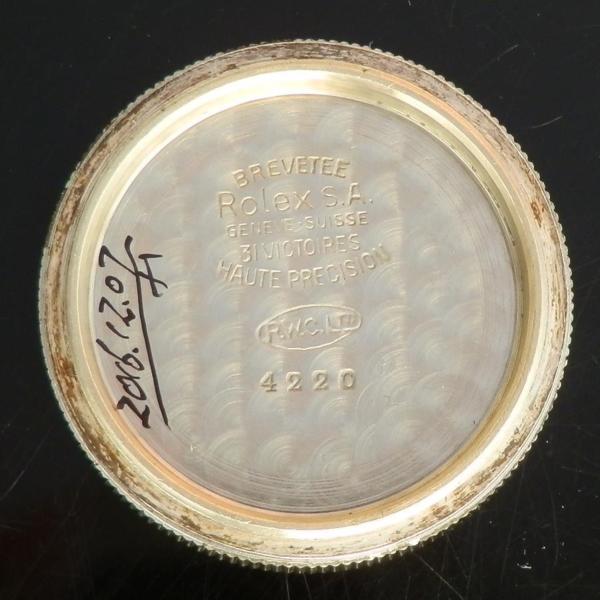 BREVETEE
Rolex S.A.
GENEVE-SUISSE
31 VICTOIRES
HAUTE PRECISION
R.W.C. LTD
4220
2016.12.07